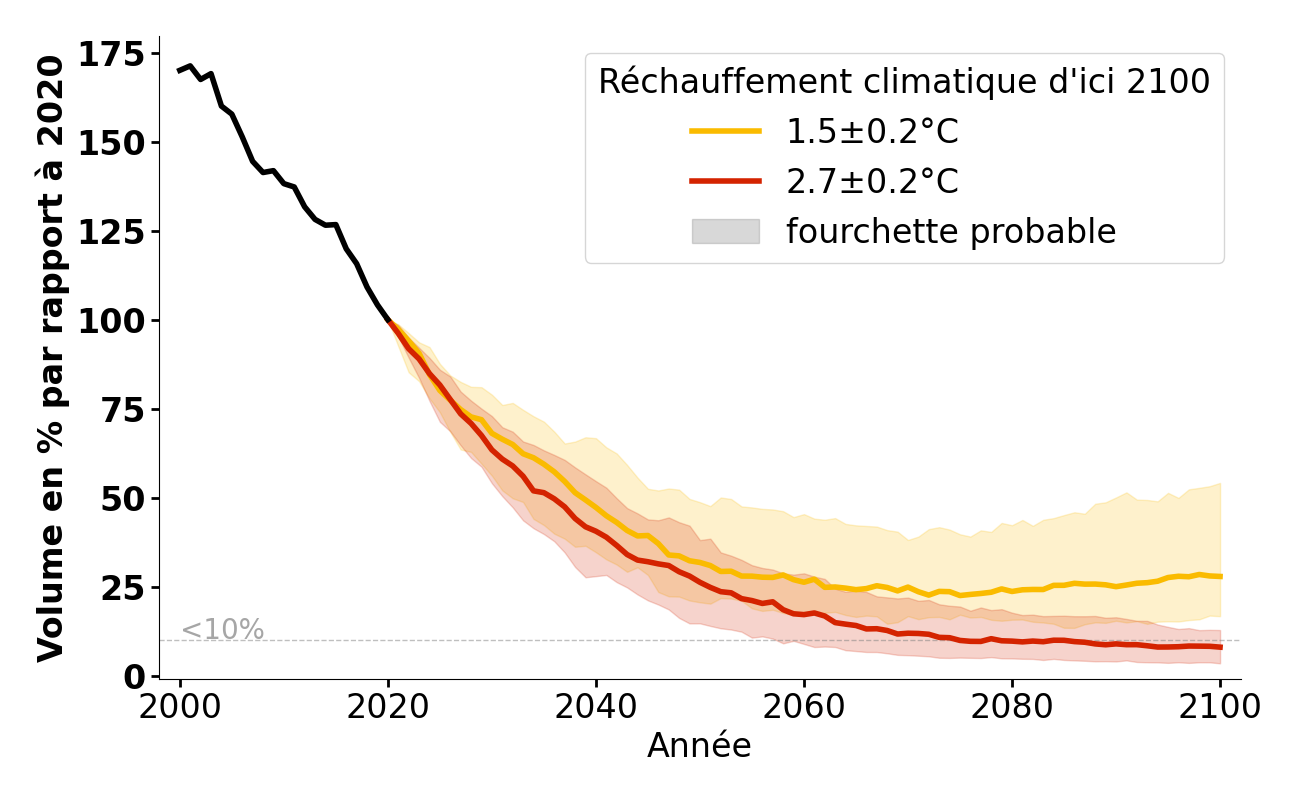 Volume en % par rapport à 2020
175
150
125
100
75
50
25
0
Réchauffement climatique d'ici 2100
1.5±0.2°C
2.7±0.2°C
fourchette probable
<10%
2000 2020 2040 2060 2080 2100
Année